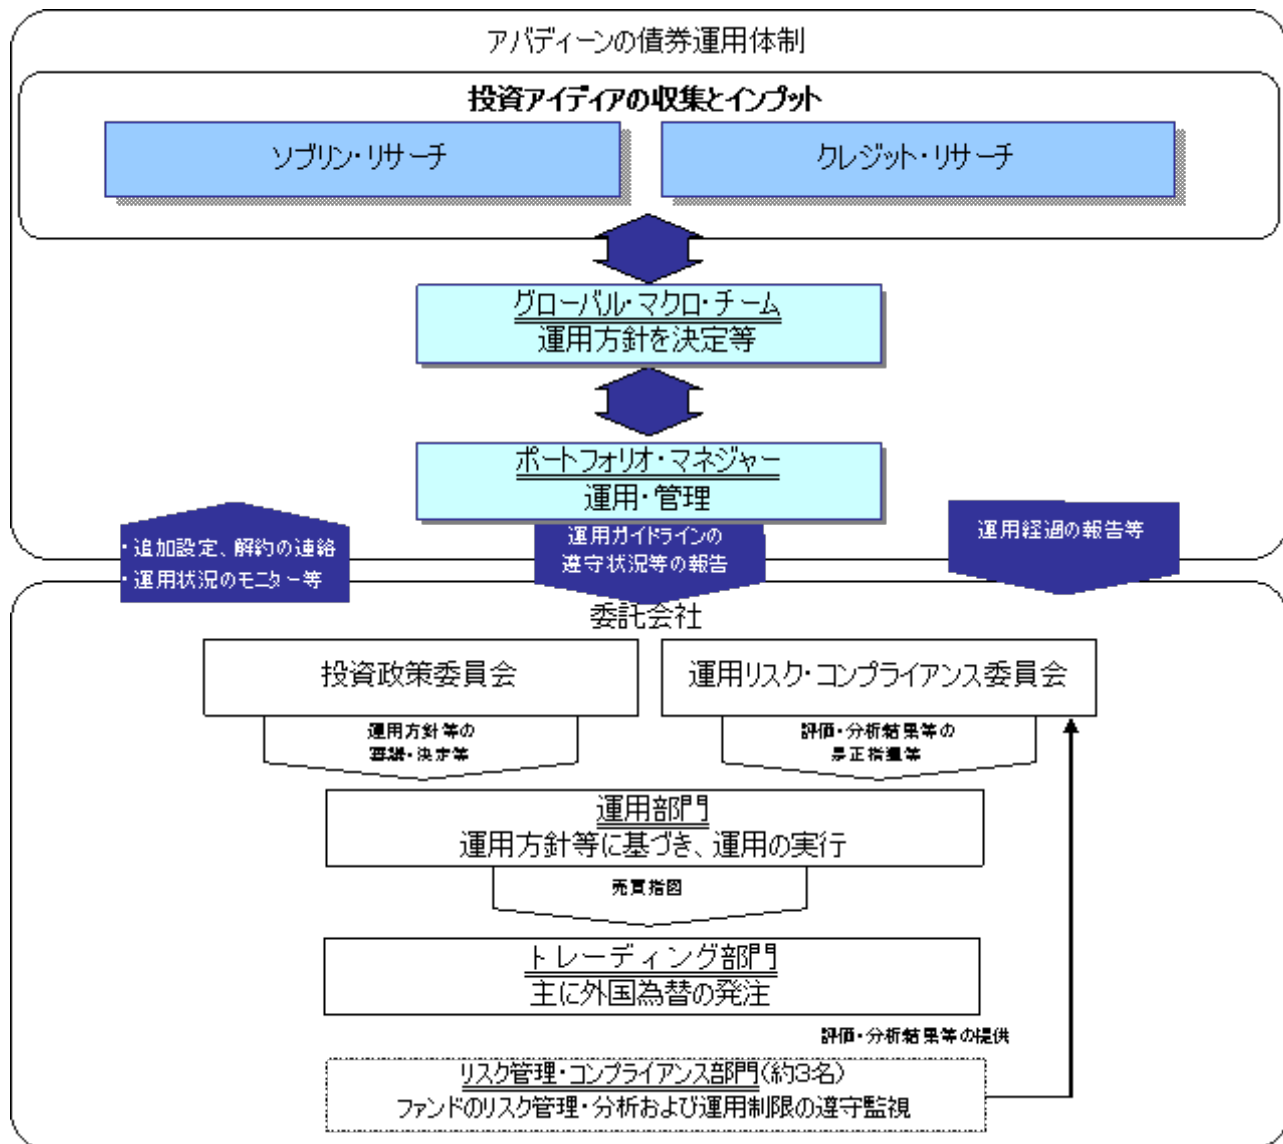 アバディーンの債券運用体制
投資アイディアの収集とインプット
ソブリン・リサーチ
クレジット・リサーチ
グローバル・マクロ・チーム
運用方針を決定等
ポートフォリオ・マネジャー
運用・管理
・追加設定、解約の連絡
・運用状況のモニター等
運用ガイドラインの
遵守状況等の報告
運用経過の報告等
委託会社
投資政策委員会
運用リスク・コンプライアンス委員会
運用方針等の
審議・決定等
評価・分析結果等の
是正指導等
運用部門
運用方針等に基づき、運用の実行
売買指図
トレーディング部門
主に外国為替の発注
評価・分析結果等の提供
リスク管理・コンプライアンス部門(約3名)
ファンドのリスク管理・分析および運用制限の遵守監視